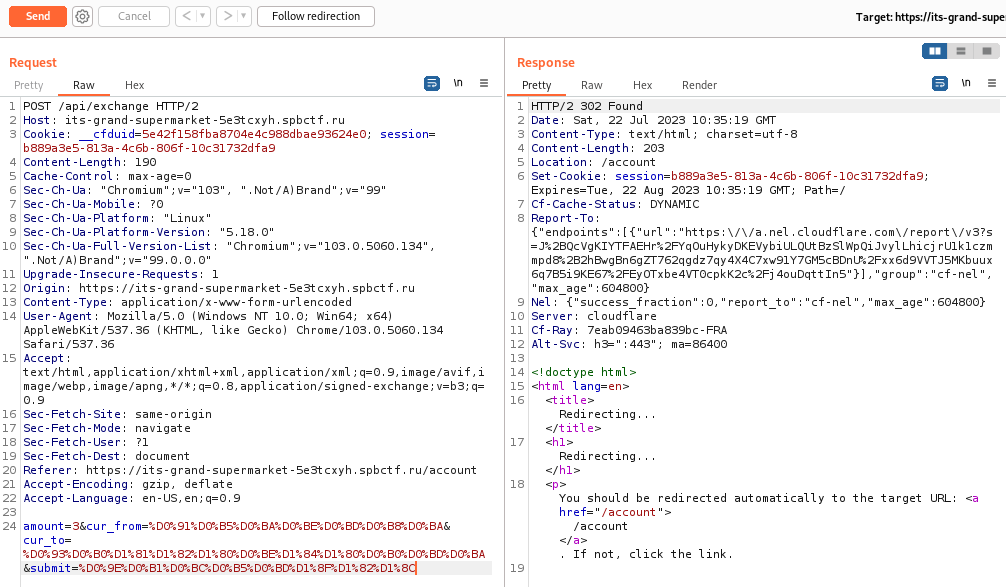 Send
Cancel
< ▼
> ▼
Follow redirection
Target: https://its-grand-super
Request
Pretty Raw Hex
\n
1 POST /api/exchange HTTP/2
2 Host: its-grand-supermarket-5e3tcxyh.spbctf.ru
3 Cookie: __cfduid=5e42f158fba8704e4c988dbae93624e0; session=
b889a3e5-813a-4c6b-806f-10c31732dfa9
4 Content-Length: 190
5 Cache-Control: max-age=0
6 Sec-Ch-Ua: "Chromium";v="103", ".Not/A)Brand";v="99"
7 Sec-Ch-Ua-Mobile: ?0
8 Sec-Ch-Ua-Platform: "Linux"
9 Sec-Ch-Ua-Platform-Version: "5.18.0"
10 Sec-Ch-Ua-Full-Version-List: "Chromium";v="103.0.5060.134",
".Not/A)Brand";v="99.0.0.0"
11 Upgrade-Insecure-Requests: 1
12 Origin: https://its-grand-supermarket-5e3tcxyh.spbctf.ru
13 Content-Type: application/x-www-form-urlencoded
14 User-Agent: Mozilla/5.0 (Windows NT 10.0; Win64; x64)
AppleWebKit/537.36 (KHTML, like Gecko) Chrome/103.0.5060.134
Safari/537.36
15 Accept:
text/html,application/xhtml+xml,application/xml;q=0.9,image/avif,i
mage/webp,image/apng,*/*;q=0.8,application/signed-exchange;v=b3;q=
0.9
16 Sec-Fetch-Site: same-origin
17 Sec-Fetch-Mode: navigate
18 Sec-Fetch-User: ?1
19 Sec-Fetch-Dest: document
20 Referer: https://its-grand-supermarket-5e3tcxyh.spbctf.ru/account
21 Accept-Encoding: gzip, deflate
22 Accept-Language: en-US,en;q=0.9
23
24 amount=3&cur_from=%D0%91%D0%B5%D0%BA%D0%BE%D0%BD%D0%B8%D0%BA&
cur_to=
%D0%93%D0%B0%D1%81%D1%82%D1%80%D0%BE%D1%84%D1%80%D0%B0%D0%BD%D0%BA
&submit=%D0%9E%D0%B1%D0%BC%D0%B5%D0%BD%D1%8F%D1%82%D1%8C
Response
Pretty Raw Hex Render
\n
1 HTTP/2 302 Found
2 Date: Sat, 22 Jul 2023 10:35:19 GMT
3 Content-Type: text/html; charset=utf-8
4 Content-Length: 203
5 Location: /account
6 Set-Cookie: session=b889a3e5-813a-4c6b-806f-10c31732dfa9;
Expires=Tue, 22 Aug 2023 10:35:19 GMT; Path=/
7 Cf-Cache-Status: DYNAMIC
8 Report-To:
{"endpoints":[{"url":"https:\/\/a.nel.cloudflare.com\/report\/v3?s
=J%2BQcVgKIYTFAEHr%2FYqOuHykyDKEVybiULQUtBzSlWpQiJvylLhicjrU1k1czm
mpd8%2B2hBwgBn6gZT762qgdz7qy4X4C7xw91Y7GM5cBDnU%2Fxx6d9VVTJ5MKbuux
6q7B5i9KE67%2FEyOTxbe4VT0cpkK2c%2Fj4ouDqttIn5"}],"group":"cf-nel",
"max_age":604800}
9 Nel: {"success_fraction":0,"report_to":"cf-nel","max_age":604800}
10 Server: cloudflare
11 Cf-Ray: 7eab09463ba839bc-FRA
12 Alt-Svc: h3=":443"; ma=86400
13
14 <!doctype html>
15 <html lang=en>
16 <title>
Redirecting...
</title>
17 <h1>
Redirecting...
</h1>
18 <p>
You should be redirected automatically to the target URL: <a
href="/account">
/account
</a>
. If not, click the link.
19